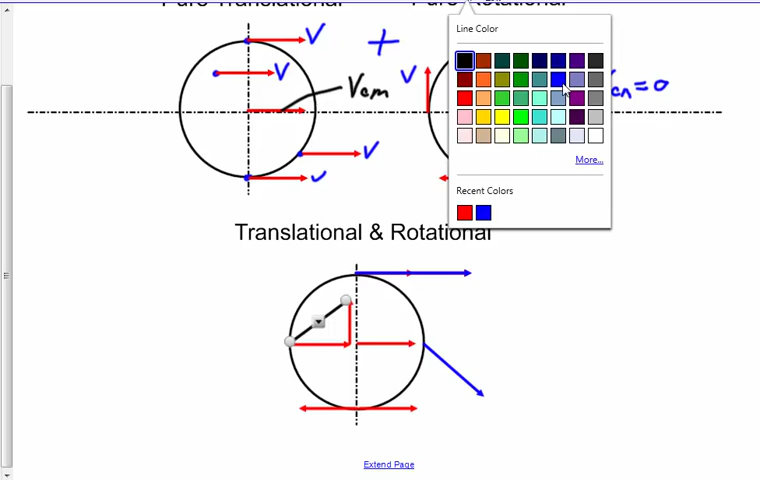 Pure Translational
Pure Rotational
V
V
V
V
Vcm
V
cm = 0
Line Color
More...
Recent Colors
Translational & Rotational
Extend Page